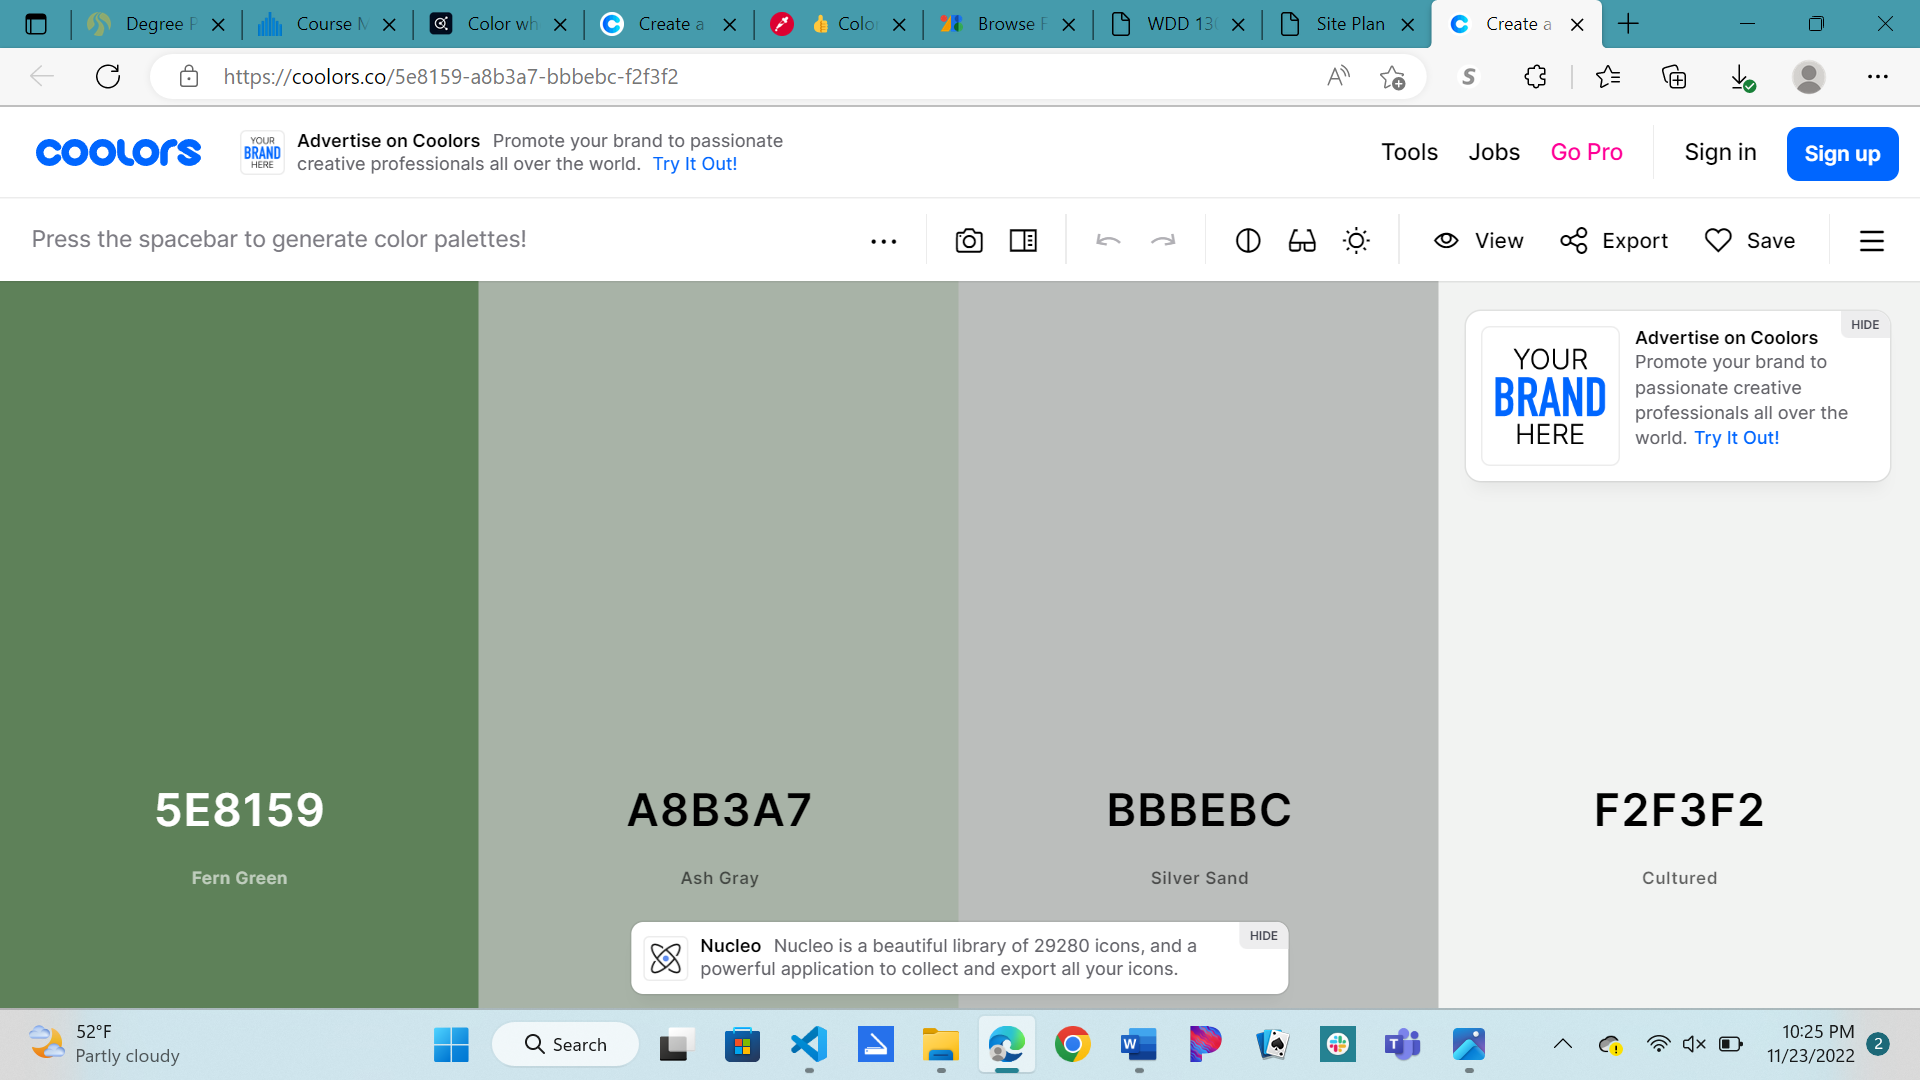 Degree P
Course M
Color wh
Create a
Colo
Browse F
WDD 130
Site Plan
Create a
https://coolors.co/5e8159-a8b3a7-bbbebc-f2f3f2
coolors
YOUR
BRAND
HERE
Advertise on Coolors Promote your brand to passionate
creative professionals all over the world. Try It Out!
Tools
Jobs
Go Pro
Sign in
Sign up
Press the spacebar to generate color palettes!
View
Export
Save
HIDE
YOUR
BRAND
HERE
Advertise on Coolors
Promote your brand to
passionate creative
professionals all over the
world. Try It Out!
5E8159
Fern Green
A8B3A7
Ash Gray
BBBEBC
Silver Sand
F2F3F2
Cultured
HIDE
Nucleo Nucleo is a beautiful library of 29280 icons, and a
powerful application to collect and export all your icons.
52°F
Partly cloudy
Search
10:25 PM
11/23/2022
2